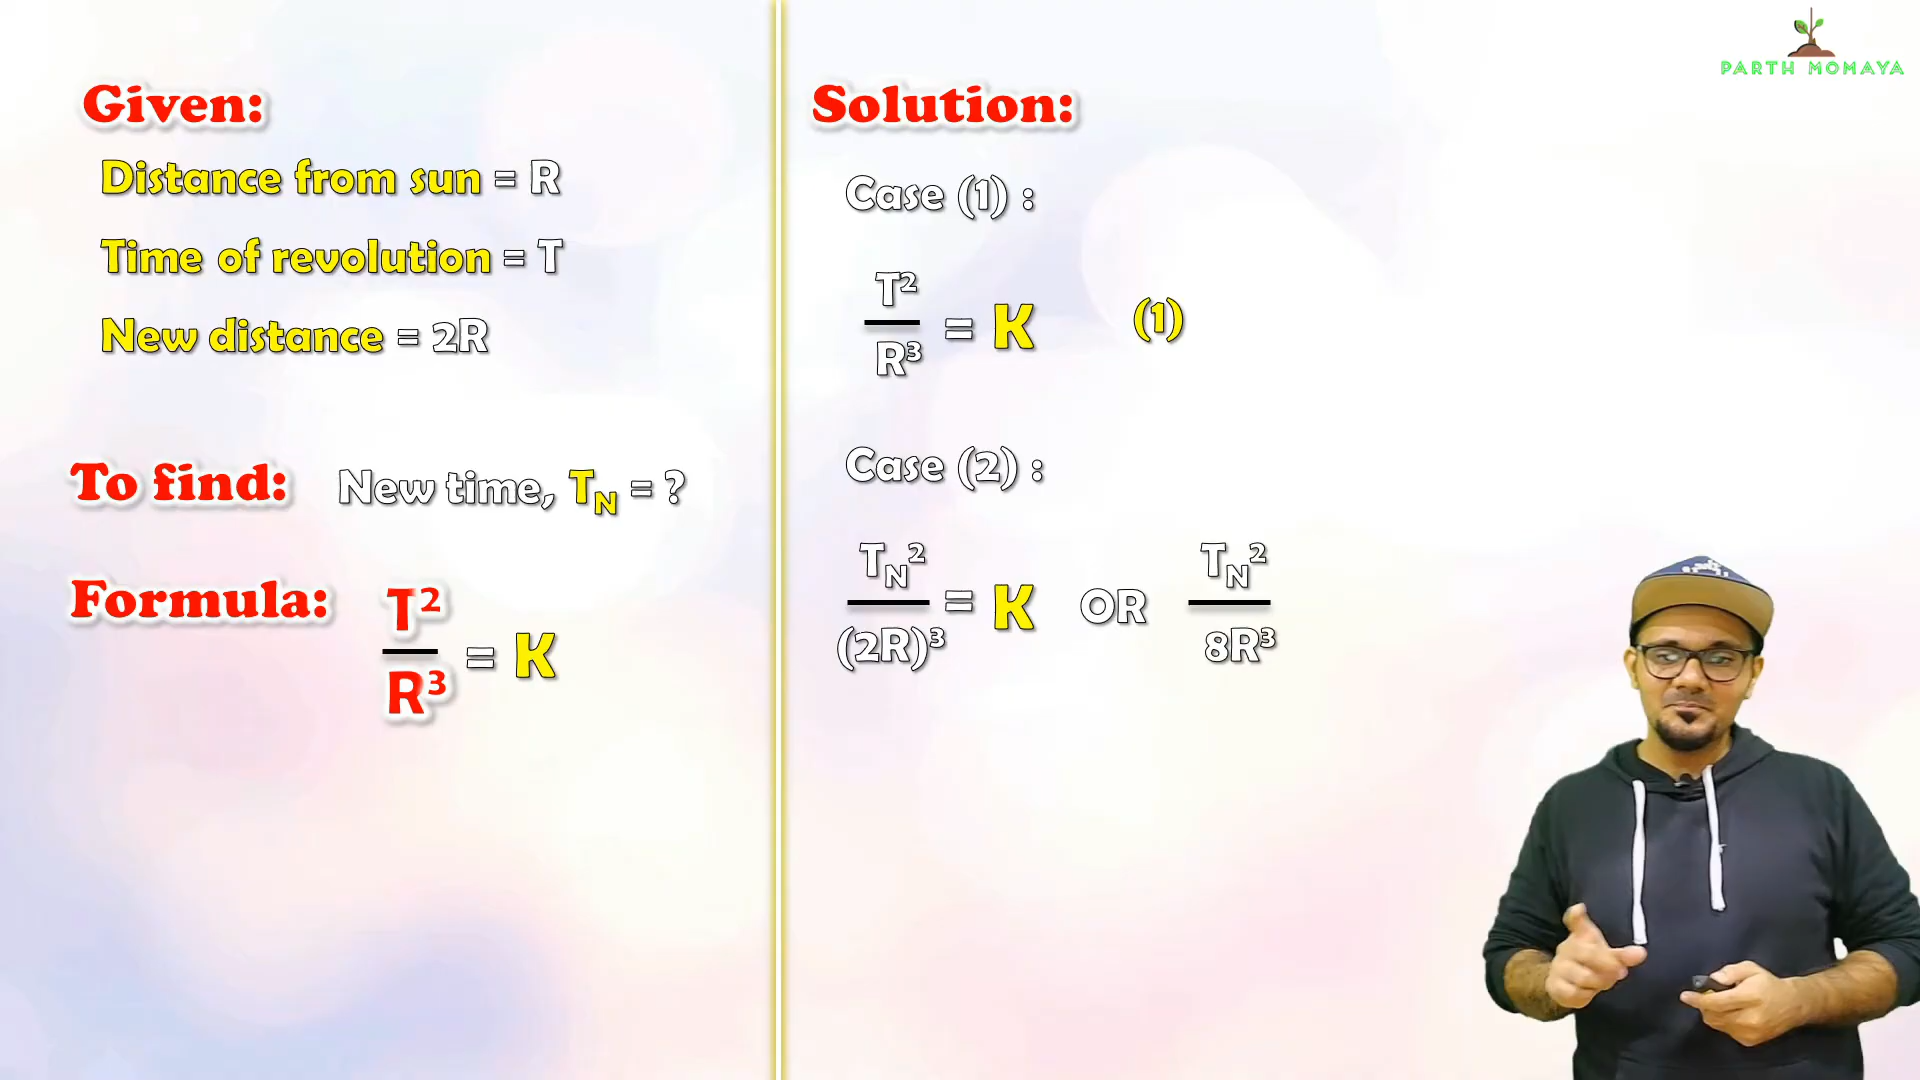 Given:
Distance from sun = R
Time of revolution = T
New distance = 2R
To find: New time, T_N = ?
Formula: T² / R³ = K
Solution:
Case (1) :
T² / R³ = K (1)
Case (2) :
T_N² / (2R)³ = K OR T_N² / 8R³
PARTH MOMAYA